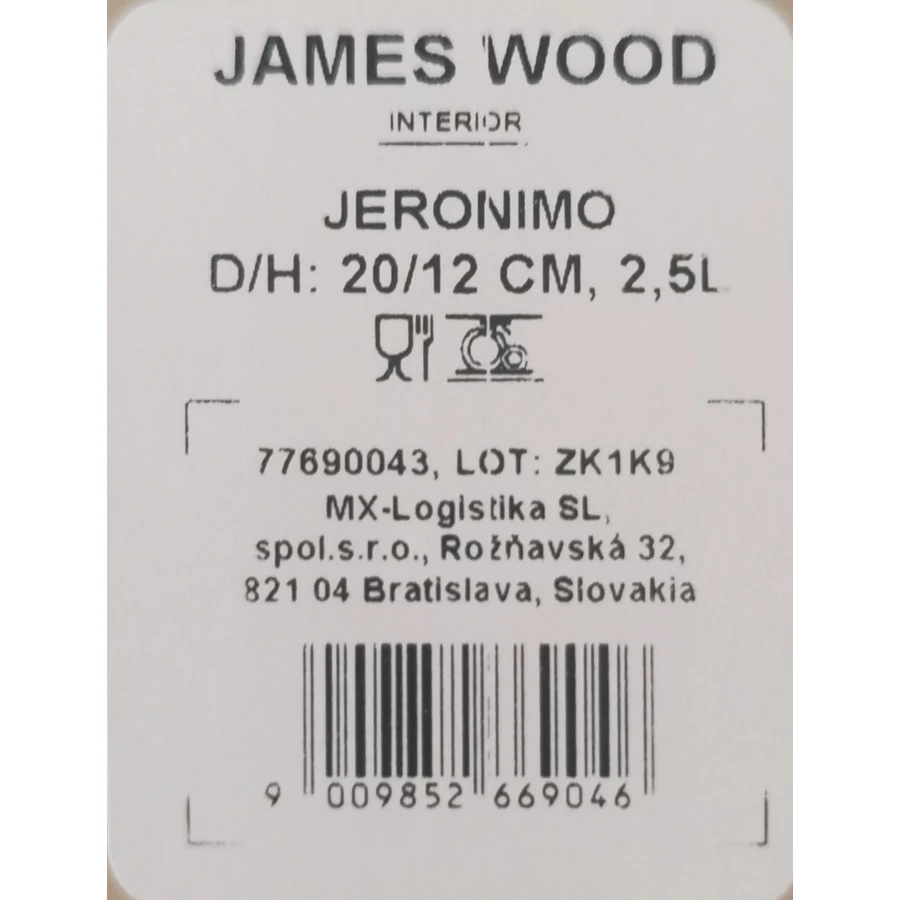 JAMES WOOD
INTERIOR
JERONIMO
D/H: 20/12 CM, 2,5L
77690043, LOT: ZK1K9
MX-Logistika SL,
spol.s.r.o., Rožňavská 32,
821 04 Bratislava, Slovakia
9 009852 669046